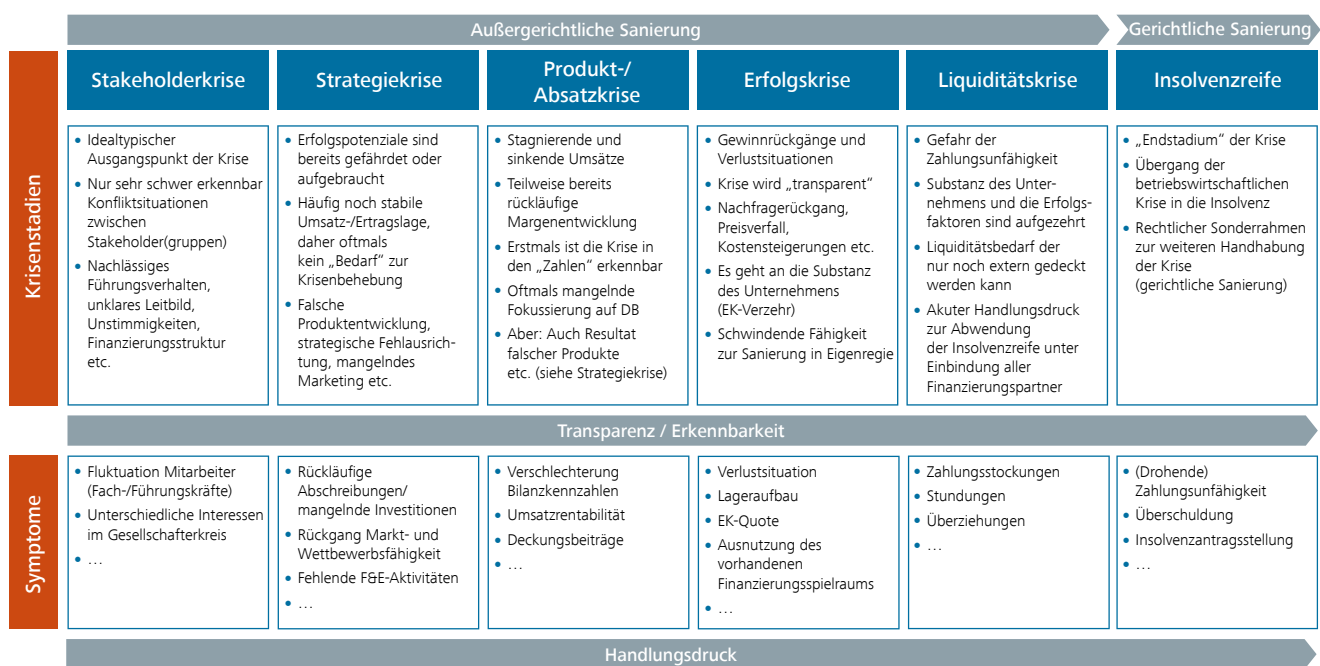 Außergerichtliche Sanierung
Gerichtliche Sanierung
Krisenstadien
Stakeholderkrise
• Idealtypischer
Ausgangspunkt der Krise
• Nur sehr schwer erkennbar
Konfliktsituationen
zwischen
Stakeholder(gruppen)
• Nachlässiges
Führungsverhalten,
unklares Leitbild,
Unstimmigkeiten,
Finanzierungsstruktur
etc.
Strategiekrise
• Erfolgspotenziale sind
bereits gefährdet oder
aufgebraucht
• Häufig noch stabile
Umsatz-/Ertragslage,
daher oftmals
kein „Bedarf” zur
Krisenbehebung
• Falsche
Produktentwicklung,
strategische Fehlausrich-
tung, mangelndes
Marketing etc.
Produkt-/
Absatzkrise
• Stagnierende und
sinkende Umsätze
• Teilweise bereits
rückläufige
Margenentwicklung
• Erstmals ist die Krise in
den „Zahlen” erkennbar
• Oftmals mangelnde
Fokussierung auf DB
• Aber: Auch Resultat
falscher Produkte
etc. (siehe Strategiekrise)
Erfolgskrise
• Gewinnrückgänge und
Verlustsituationen
• Krise wird „transparent”
• Nachfragerückgang,
Preisverfall,
Kostensteigerungen etc.
• Es geht an die Substanz
des Unternehmens
(EK-Verzehr)
• Schwindende Fähigkeit
zur Sanierung in Eigenregie
Liquiditätskrise
• Gefahr der
Zahlungsunfähigkeit
• Substanz des Unter-
nehmens und die Erfolgs-
faktoren sind aufgezehrt
• Liquiditätsbedarf der
nur noch extern gedeckt
werden kann
• Akuter Handlungsdruck
zur Abwendung
der Insolvenzreife unter
Einbindung aller
Finanzierungspartner
Insolvenzreife
• „Endstadium” der Krise
• Übergang der
betriebswirtschaftlichen
Krise in die Insolvenz
• Rechtlicher Sonderrahmen
zur weiteren Handhabung
der Krise
(gerichtliche Sanierung)
Transparenz / Erkennbarkeit
Symptome
• Fluktuation Mitarbeiter
(Fach-/Führungskräfte)
• Unterschiedliche Interessen
im Gesellschafterkreis
• …
• Rückläufige
Abschreibungen/
mangelnde Investitionen
• Rückgang Markt- und
Wettbewerbsfähigkeit
• Fehlende F&E-Aktivitäten
• …
• Verschlechterung
Bilanzkennzahlen
• Umsatzrentabilität
• Deckungsbeiträge
• …
• Verlustsituation
• Lageraufbau
• EK-Quote
• Ausnutzung des
vorhandenen
Finanzierungsspielraums
• …
• Zahlungsstockungen
• Stundungen
• Überziehungen
• …
• (Drohende)
Zahlungsunfähigkeit
• Überschuldung
• Insolvenzantragsstellung
• …
Handlungsdruck